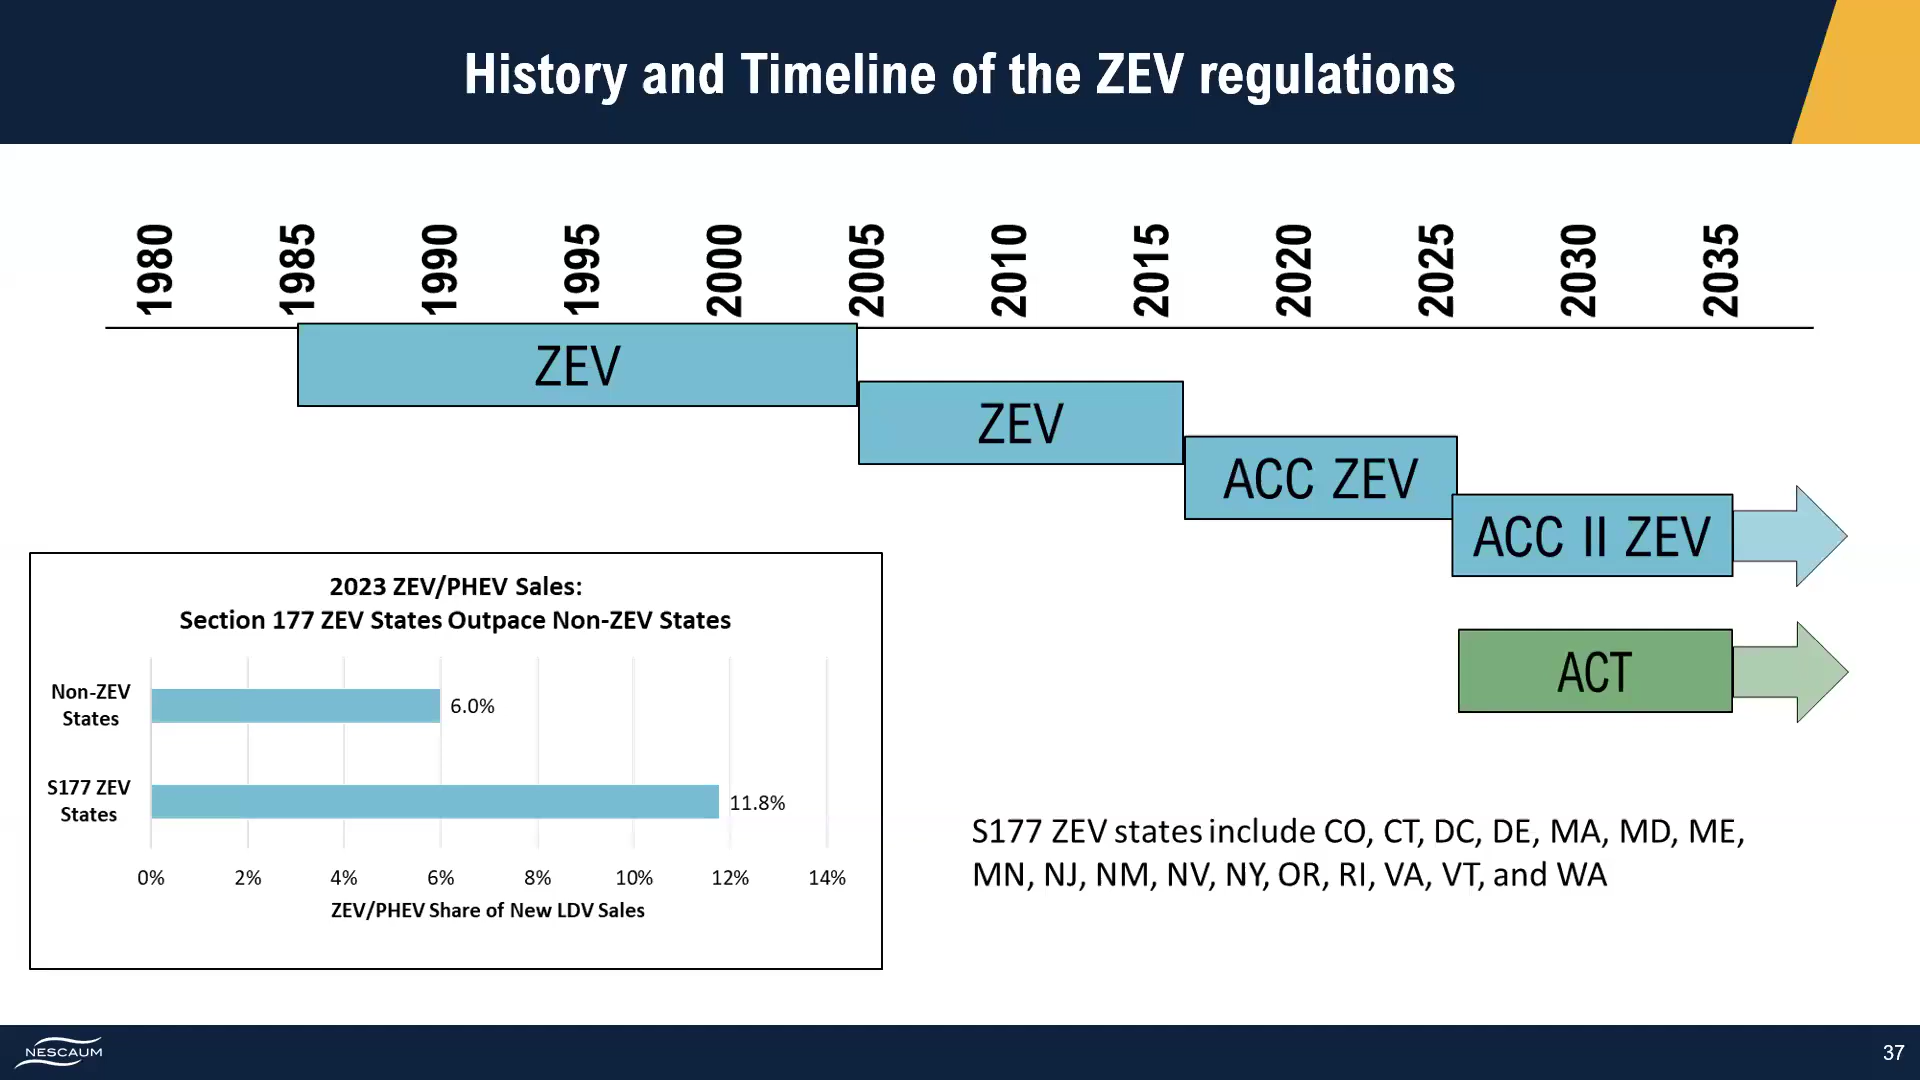 History and Timeline of the ZEV regulations
1980
1985
1990
1995
2000
2005
2010
2015
2020
2025
2030
2035
ZEV
ZEV
ACC ZEV
ACC II ZEV
ACT
2023 ZEV/PHEV Sales:
Section 177 ZEV States Outpace Non-ZEV States
Non-ZEV
States
6.0%
S177 ZEV
States
11.8%
0% 2% 4% 6% 8% 10% 12% 14%
ZEV/PHEV Share of New LDV Sales
S177 ZEV states include CO, CT, DC, DE, MA, MD, ME,
MN, NJ, NM, NV, NY, OR, RI, VA, VT, and WA
NESCAUM
37